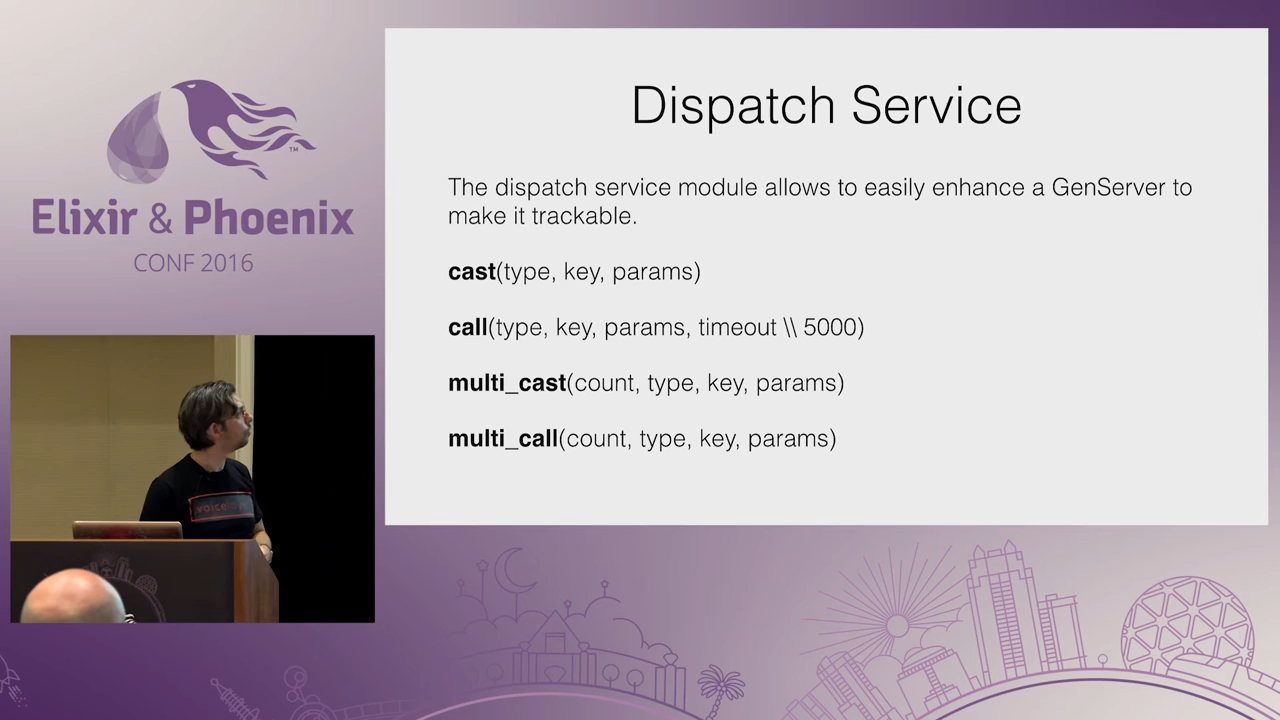 Elixir & Phoenix
TM
CONF 2016
Dispatch Service
The dispatch service module allows to easily enhance a GenServer to
make it trackable.
cast(type, key, params)
call(type, key, params, timeout \\ 5000)
multi_cast(count, type, key, params)
multi_call(count, type, key, params)